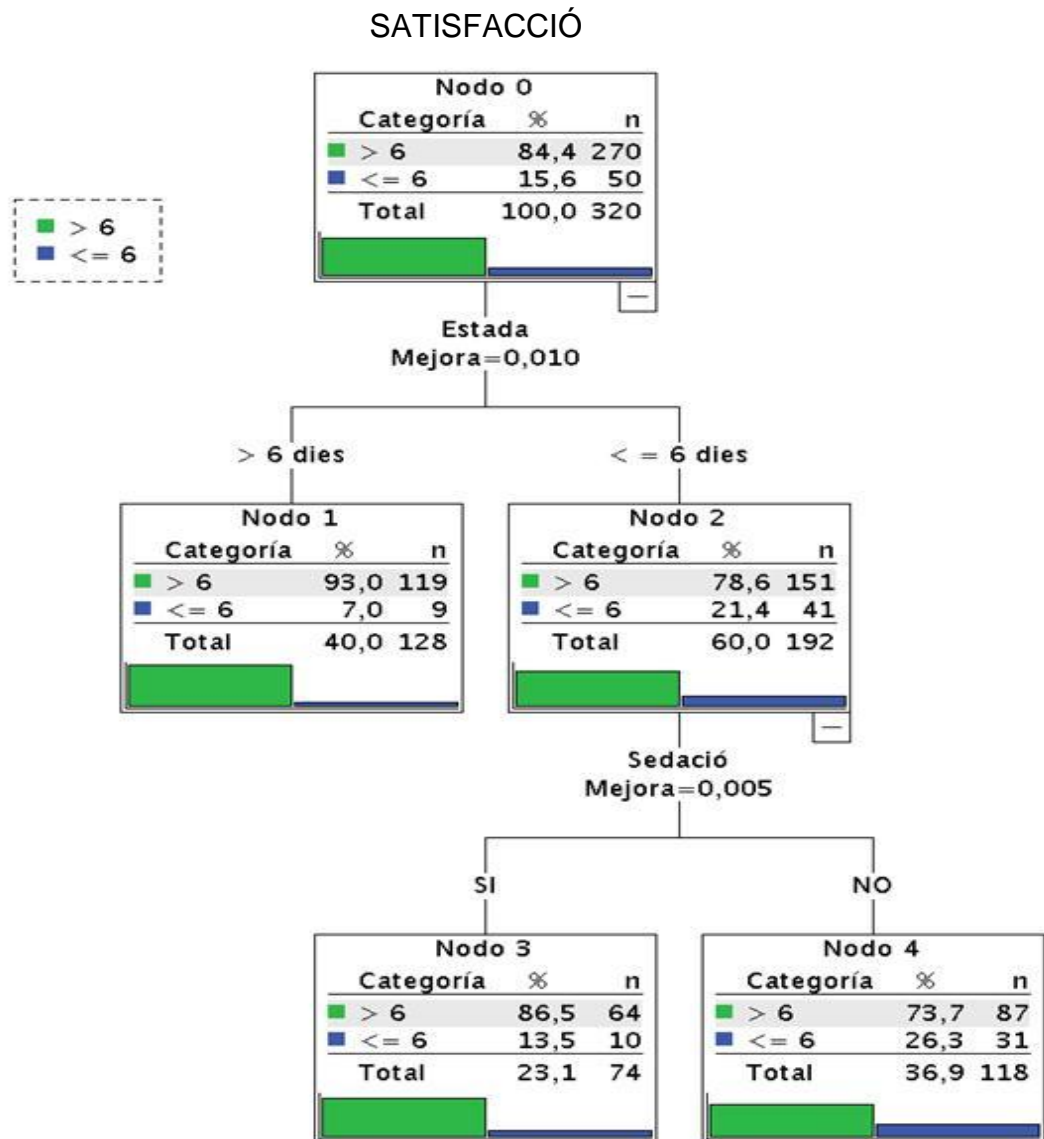 SATISFACCIÓ
Nodo 0
Categoría % n
> 6 84,4 270
<= 6 15,6 50
Total 100,0 320
> 6
<= 6
Estada
Mejora=0,010
> 6 dies
< = 6 dies
Nodo 1
Categoría % n
> 6 93,0 119
<= 6 7,0 9
Total 40,0 128
Nodo 2
Categoría % n
> 6 78,6 151
<= 6 21,4 41
Total 60,0 192
Sedació
Mejora=0,005
SI
NO
Nodo 3
Categoría % n
> 6 86,5 64
<= 6 13,5 10
Total 23,1 74
Nodo 4
Categoría % n
> 6 73,7 87
<= 6 26,3 31
Total 36,9 118